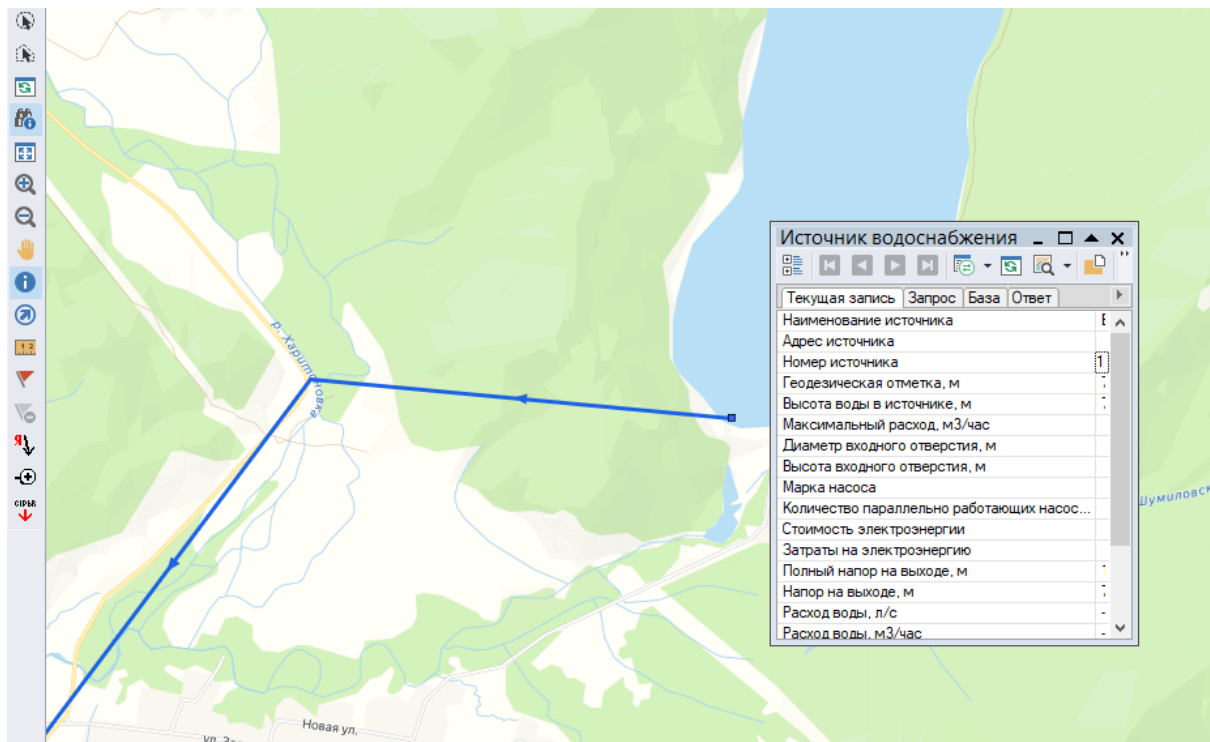 р. Харитоновка
Новая ул.
Источник водоснабжения
Текущая запись Запрос База Ответ
Наименование источника
Адрес источника
Номер источника 1
Геодезическая отметка, м
Высота воды в источнике, м
Максимальный расход, м3/час
Диаметр входного отверстия, м
Высота входного отверстия, м
Марка насоса
Количество параллельно работающих насос...
Стоимость электроэнергии
Затраты на электроэнергию
Полный напор на выходе, м
Напор на выходе, м
Расход воды, л/с -
Расход воды, м3/час -